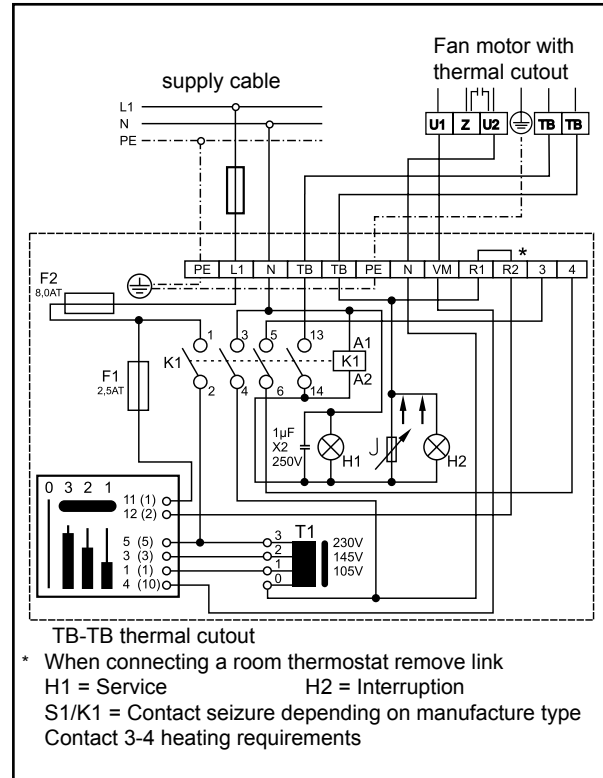 Fan motor with
thermal cutout
supply cable
L1
N
PE
U1 Z U2 TB TB
PE L1 N TB TB PE N VM R1 R2 3 4
*
F2
8,0AT
1 3 5 13
A1
K1 K1
A2
2 4 6 14
F1
2,5AT
1µF
X2
250V
H1
J
H2
0 3 2 1
11 (1)
12 (2)
5 (5)
3 (3)
1 (1)
4 (10)
T1
3
2
1
0
230V
145V
105V
TB-TB thermal cutout
* When connecting a room thermostat remove link
H1 = Service H2 = Interruption
S1/K1 = Contact seizure depending on manufacture type
Contact 3-4 heating requirements